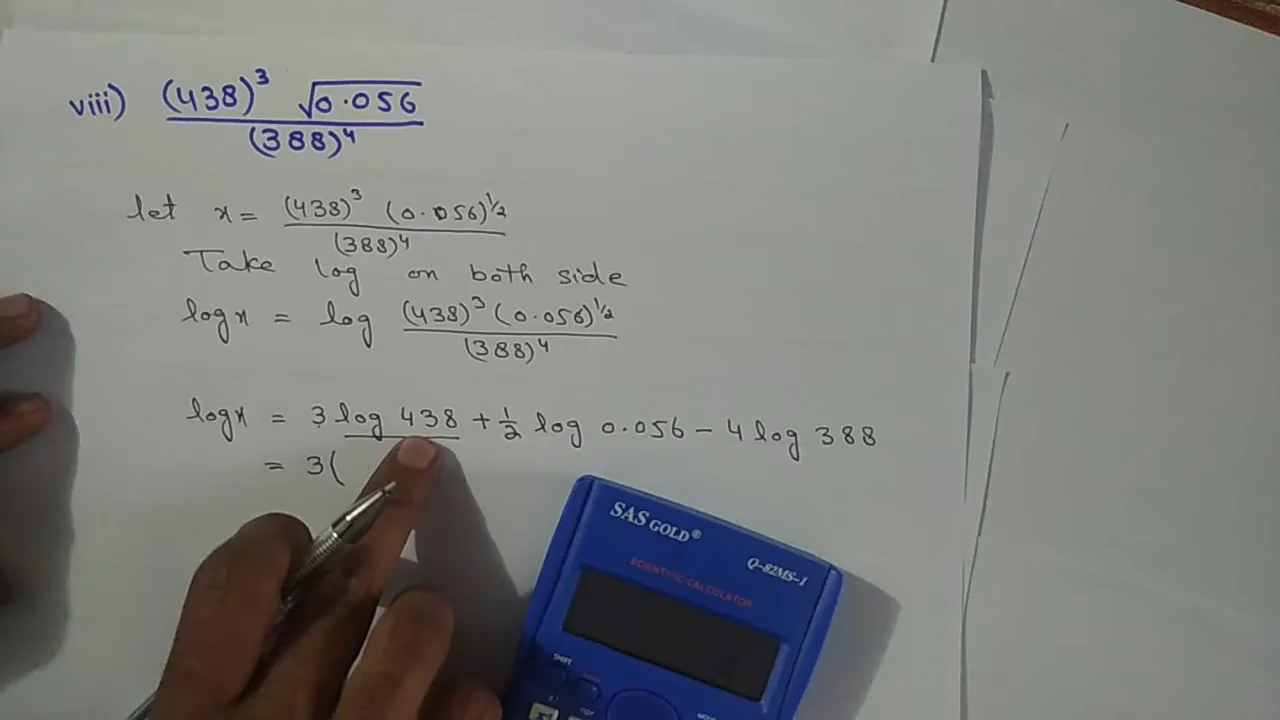 viii) (438)³ √0.056
(388)⁴
let x = (438)³ (0.056)^½
(388)⁴
Take log on both side
log x = log (438)³ (0.056)^½
(388)⁴
log x = 3 log 438 + ½ log 0.056 − 4 log 388
= 3(
SAS GOLD®
Q-82MS-1
SCIENTIFIC CALCULATOR
SHIFT